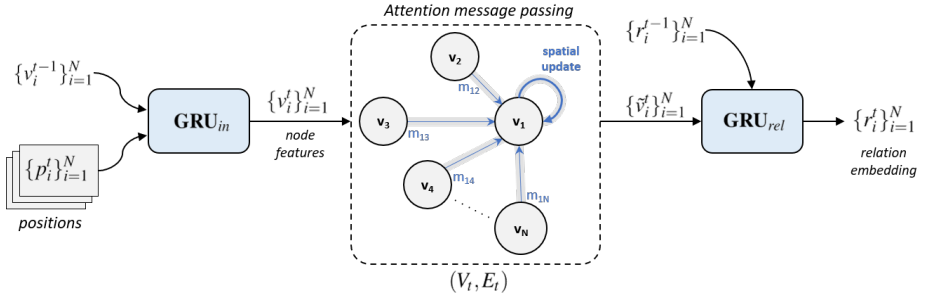 Attention message passing
{v_i^{t-1}}_{i=1}^N
{p_i^t}_{i=1}^N
positions
GRU_in
{v_i^t}_{i=1}^N
node
features
v_2
m_12
spatial
update
v_3
m_13
v_1
v_4
m_14
m_1N
v_N
(V_t, E_t)
{r_i^{t-1}}_{i=1}^N
{ṽ_i^t}_{i=1}^N
GRU_rel
{r_i^t}_{i=1}^N
relation
embedding